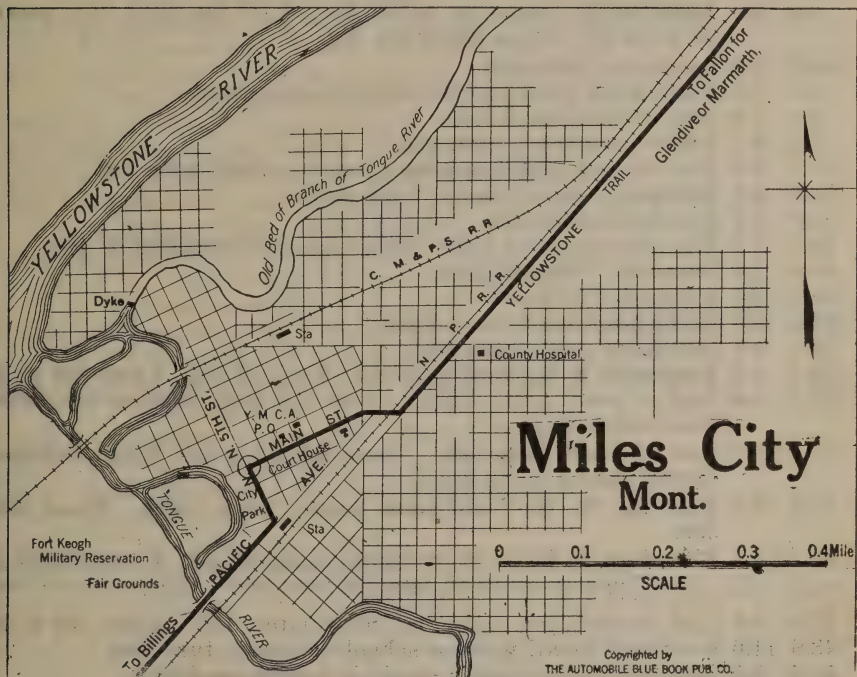 YELLOWSTONE RIVER
Old Bed of Branch of Tongue River
To Fallon for
Glendive or Marmarth.
TRAIL
YELLOWSTONE
C. M & P. S. R. R
N. P. R. R.
Dyke
Sta
County Hospital
N. 5TH ST.
Y. M C. A
P. O.
MAIN ST.
Court House
City
Park
PACIFIC AVE
Sta
TONGUE RIVER
Fort Keogh
Military Reservation
Fair Grounds
To Billings
Miles City
Mont.
0 0.1 0.2 0.3 0.4 Mile
SCALE
Copyrighted by
THE AUTOMOBILE BLUE BOOK PUB. CO.